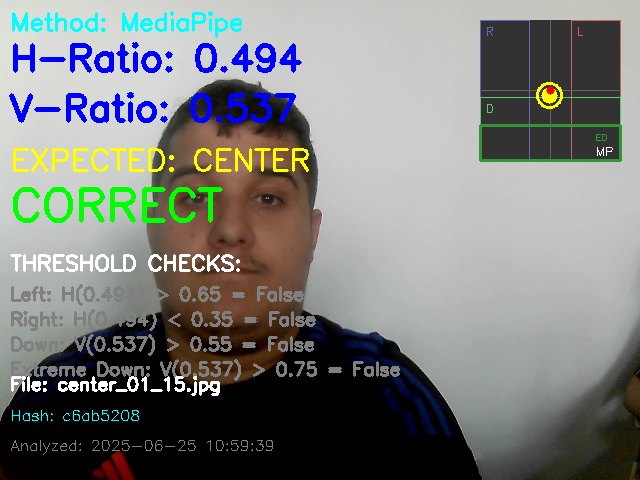 Method: MediaPipe
H-Ratio: 0.494
V-Ratio: 0.537
EXPECTED: CENTER
CORRECT
THRESHOLD CHECKS:
Left: H(0.494) > 0.65 = False
Right: H(0.494) < 0.35 = False
Down: V(0.537) > 0.55 = False
Extreme Down: V(0.537) > 0.75 = False
File: center_01_15.jpg
Hash: c6ab5208
Analyzed: 2025-06-25 10:59:39
R
L
D
ED
MP